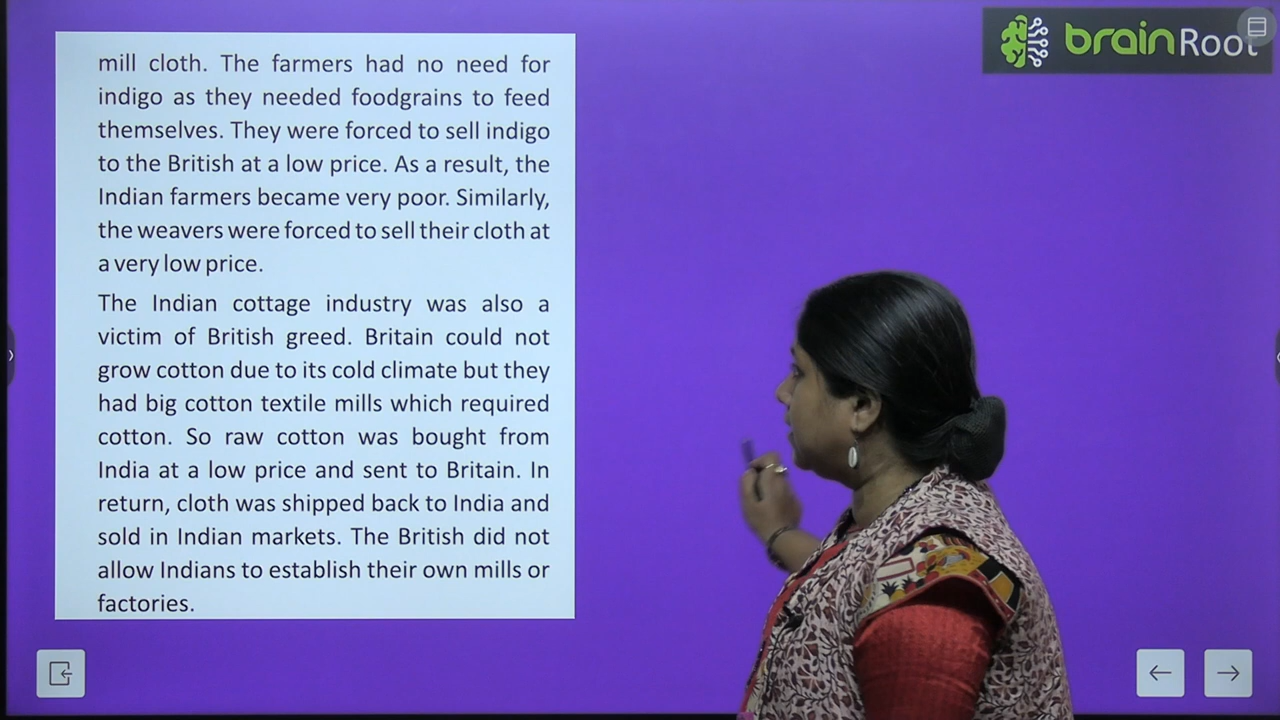 brainRoot
mill cloth. The farmers had no need for
indigo as they needed foodgrains to feed
themselves. They were forced to sell indigo
to the British at a low price. As a result, the
Indian farmers became very poor. Similarly,
the weavers were forced to sell their cloth at
a very low price.
The Indian cottage industry was also a
victim of British greed. Britain could not
grow cotton due to its cold climate but they
had big cotton textile mills which required
cotton. So raw cotton was bought from
India at a low price and sent to Britain. In
return, cloth was shipped back to India and
sold in Indian markets. The British did not
allow Indians to establish their own mills or
factories.